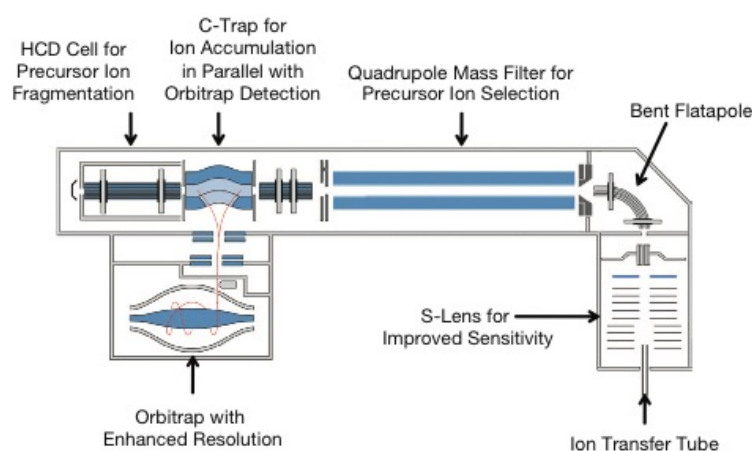 HCD Cell for
Precursor Ion
Fragmentation
C-Trap for
Ion Accumulation
in Parallel with
Orbitrap Detection
Quadrupole Mass Filter for
Precursor Ion Selection
Bent Flatapole
S-Lens for
Improved Sensitivity
Orbitrap with
Enhanced Resolution
Ion Transfer Tube